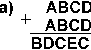 a) ABCD
+ ABCD
BDCEC